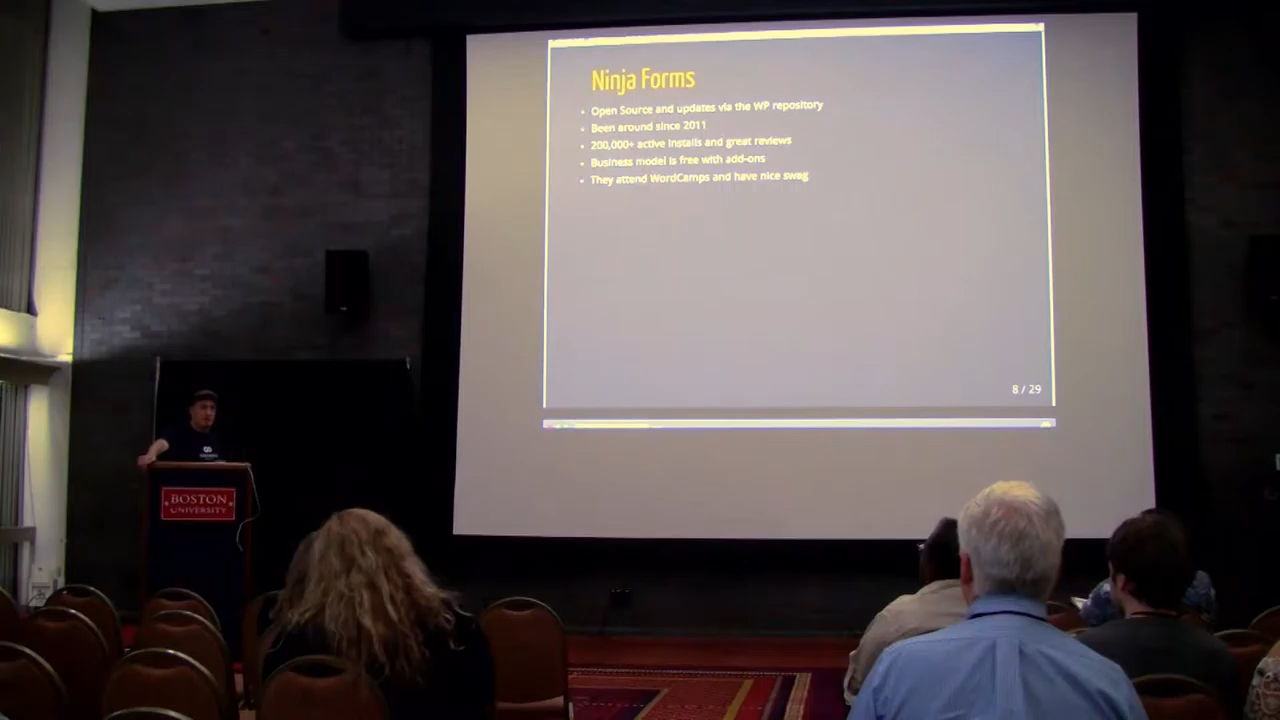 Ninja Forms
Open Source and updates via the WP repository
Been around since 2011
200,000+ active installs and great reviews
Business model is free with add-ons
They attend WordCamps and have nice swag
8 / 29
BOSTON
UNIVERSITY